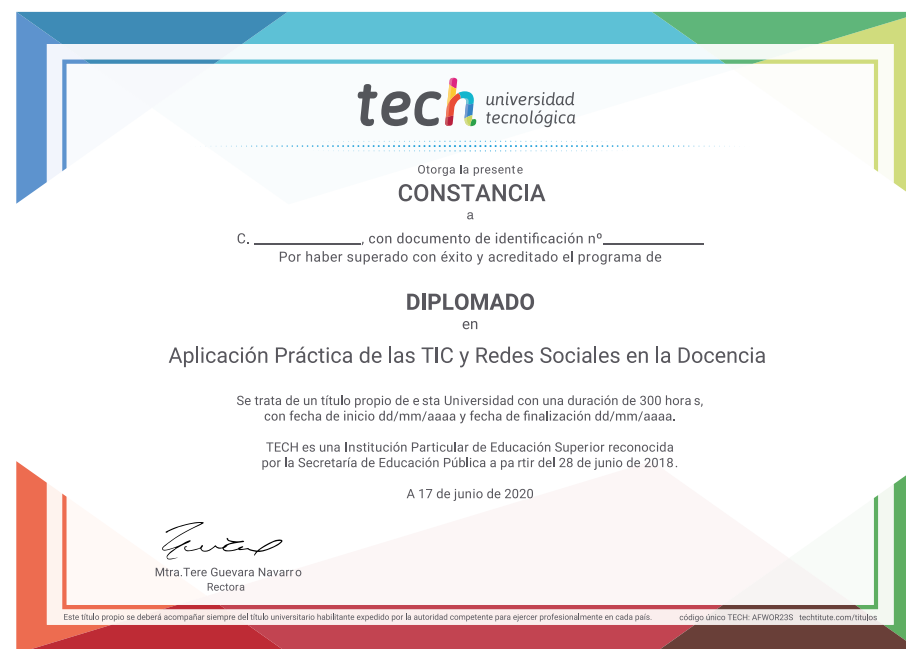 tech universidad
tecnológica
Otorga la presente
CONSTANCIA
a
C. ______________, con documento de identificación nº______________
Por haber superado con éxito y acreditado el programa de
DIPLOMADO
en
Aplicación Práctica de las TIC y Redes Sociales en la Docencia
Se trata de un título propio de esta Universidad con una duración de 300 horas,
con fecha de inicio dd/mm/aaaa y fecha de finalización dd/mm/aaaa.
TECH es una Institución Particular de Educación Superior reconocida
por la Secretaría de Educación Pública a partir del 28 de junio de 2018.
A 17 de junio de 2020
Mtra.Tere Guevara Navarro
Rectora
Este título propio se deberá acompañar siempre del título universitario habilitante expedido por la autoridad competente para ejercer profesionalmente en cada país. código único TECH: AFWOR23S techtitute.com/titulos